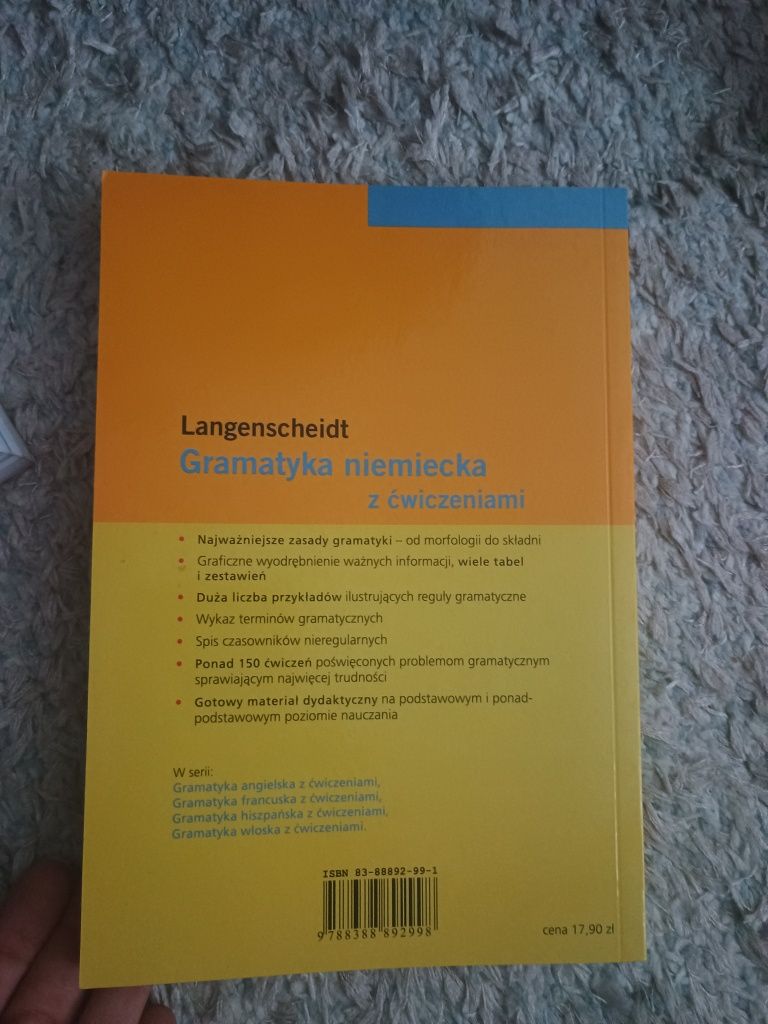 Langenscheidt
Gramatyka niemiecka
z ćwiczeniami
• Najważniejsze zasady gramatyki – od morfologii do składni
• Graficzne wyodrębnienie ważnych informacji, wiele tabel
i zestawień
• Duża liczba przykładów ilustrujących reguły gramatyczne
• Wykaz terminów gramatycznych
• Spis czasowników nieregularnych
• Ponad 150 ćwiczeń poświęconych problemom gramatycznym
sprawiającym najwięcej trudności
• Gotowy materiał dydaktyczny na podstawowym i ponad-
podstawowym poziomie nauczania
W serii:
Gramatyka angielska z ćwiczeniami,
Gramatyka francuska z ćwiczeniami,
Gramatyka hiszpańska z ćwiczeniami,
Gramatyka włoska z ćwiczeniami.
ISBN 83-88892-99-1
9 788388 892998
cena 17,90 zł